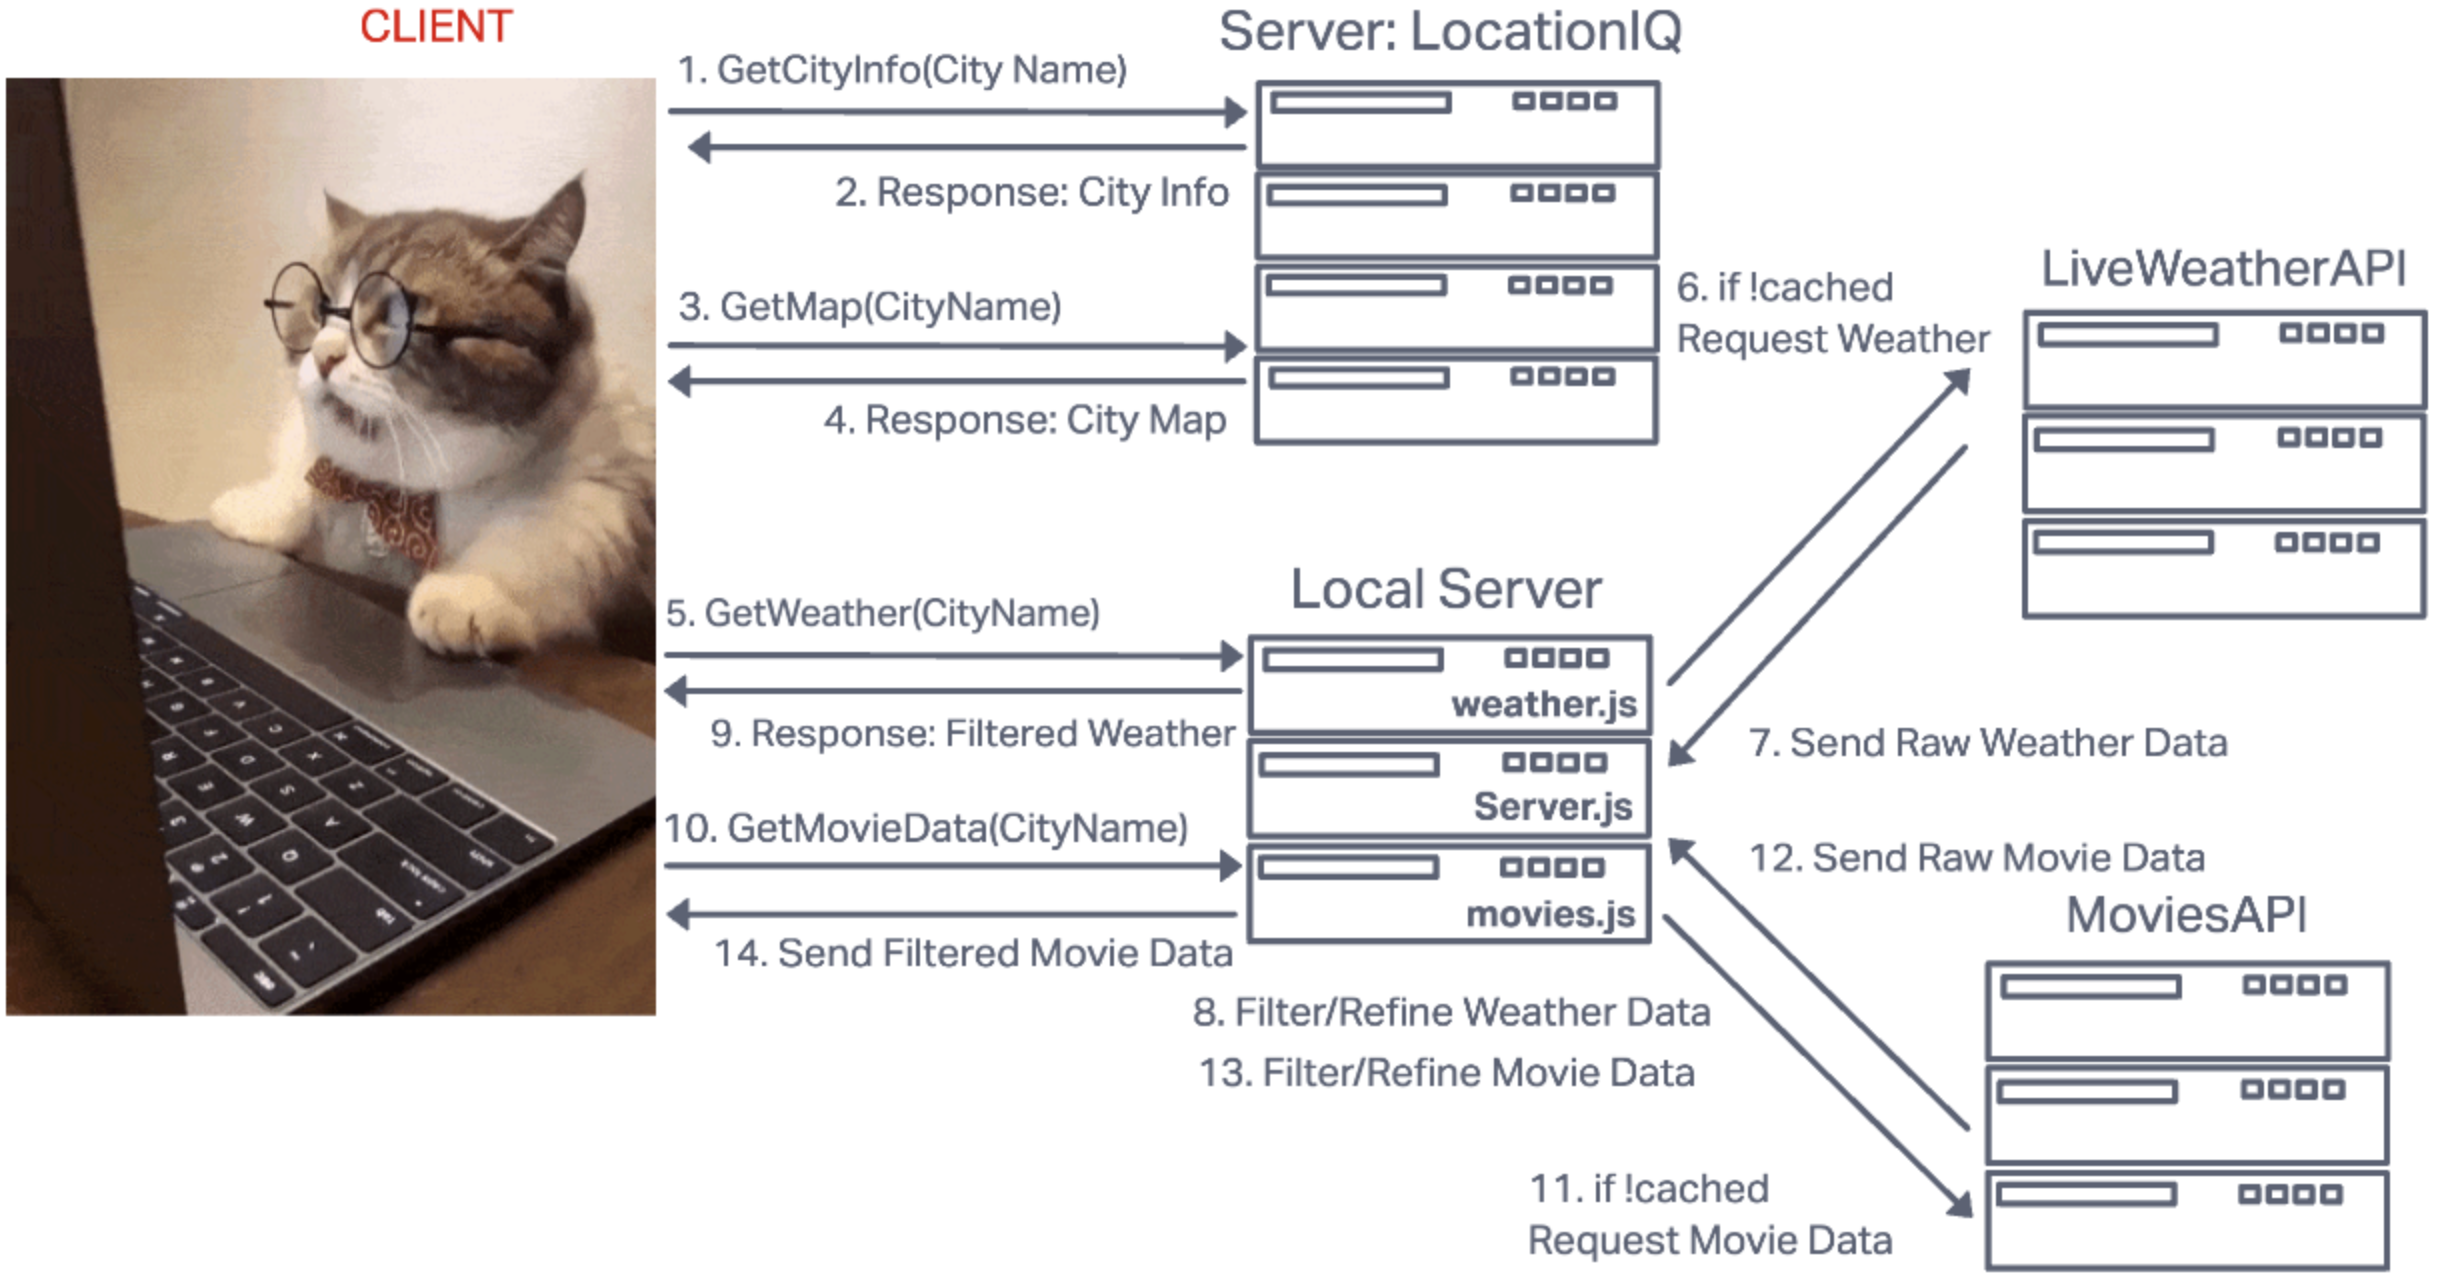 CLIENT
Server: LocationIQ
1. GetCityInfo(City Name)
2. Response: City Info
3. GetMap(CityName)
4. Response: City Map
6. if !cached
Request Weather
LiveWeatherAPI
Local Server
5. GetWeather(CityName)
weather.js
9. Response: Filtered Weather
7. Send Raw Weather Data
Server.js
10. GetMovieData(CityName)
12. Send Raw Movie Data
movies.js
MoviesAPI
14. Send Filtered Movie Data
8. Filter/Refine Weather Data
13. Filter/Refine Movie Data
11. if !cached
Request Movie Data